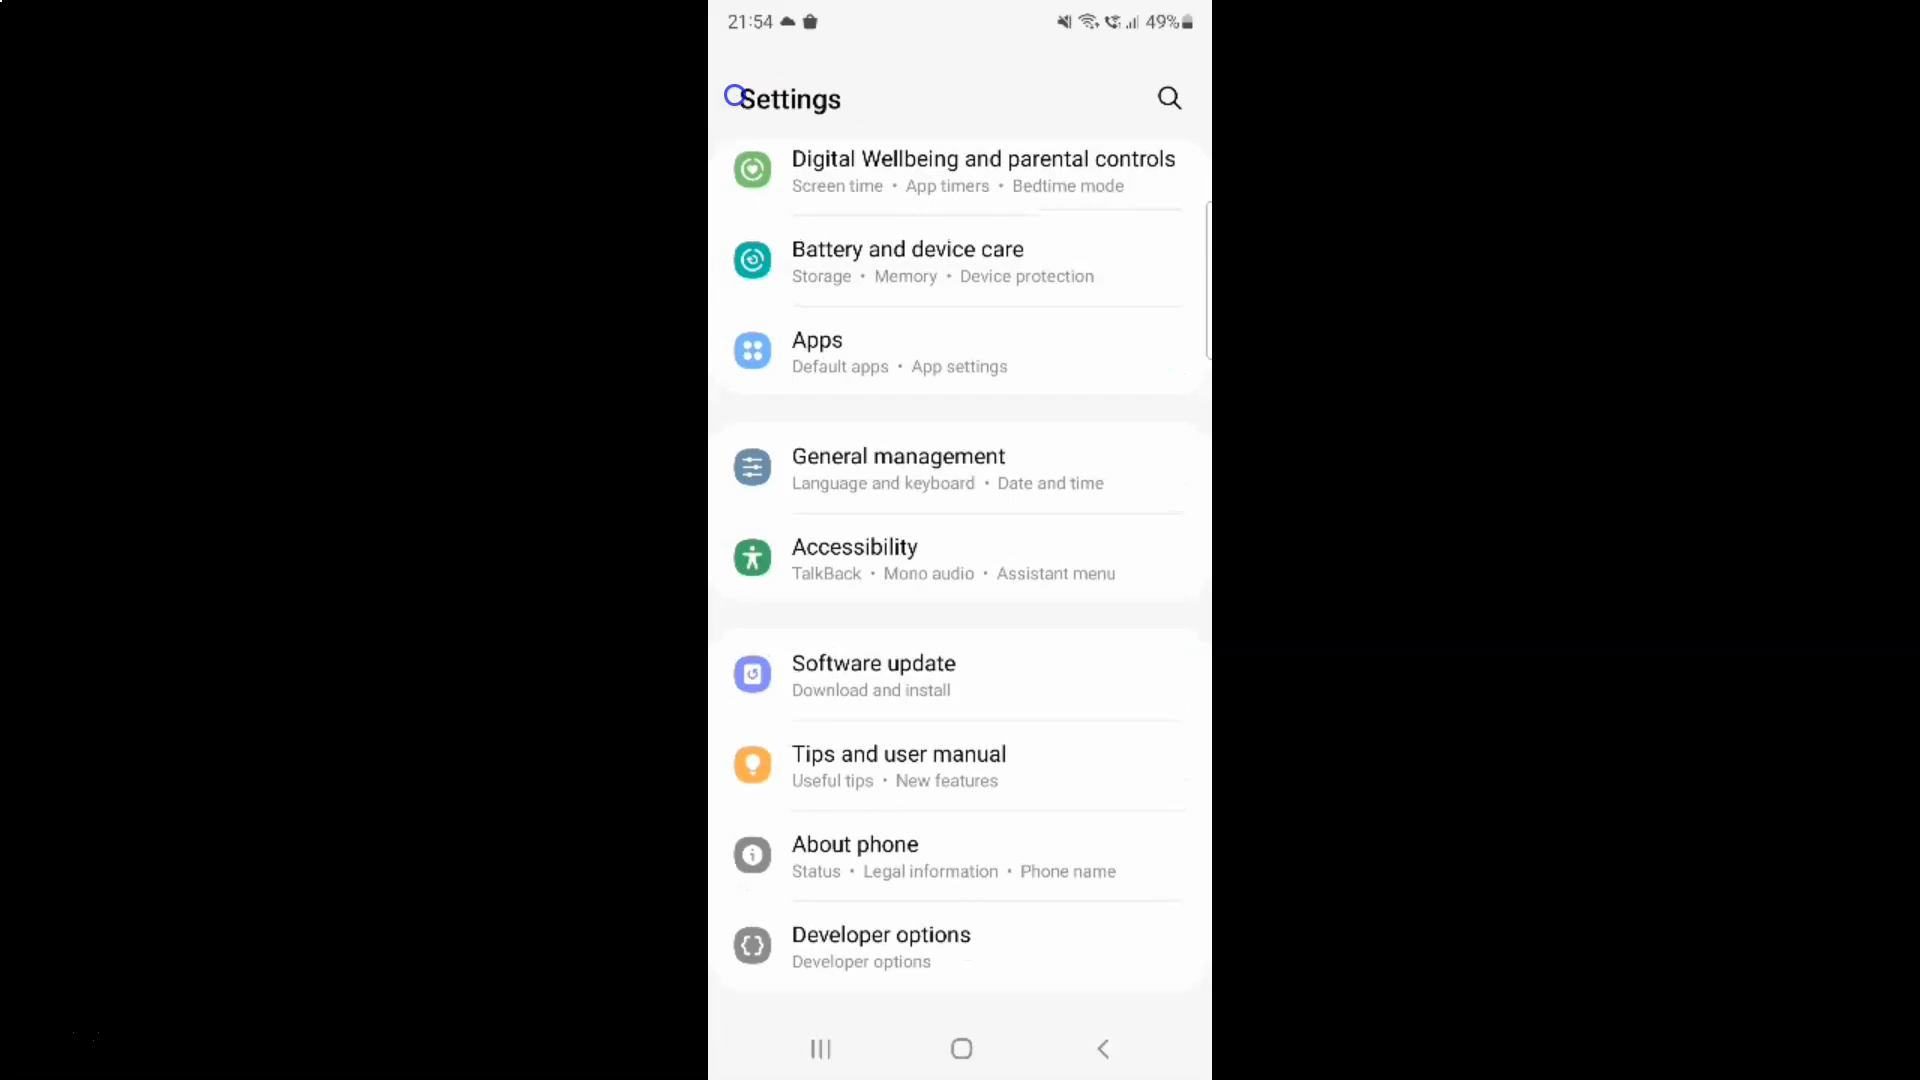 21:54
49%
Settings
Digital Wellbeing and parental controls
Screen time • App timers • Bedtime mode
Battery and device care
Storage • Memory • Device protection
Apps
Default apps • App settings
General management
Language and keyboard • Date and time
Accessibility
TalkBack • Mono audio • Assistant menu
Software update
Download and install
Tips and user manual
Useful tips • New features
About phone
Status • Legal information • Phone name
Developer options
Developer options